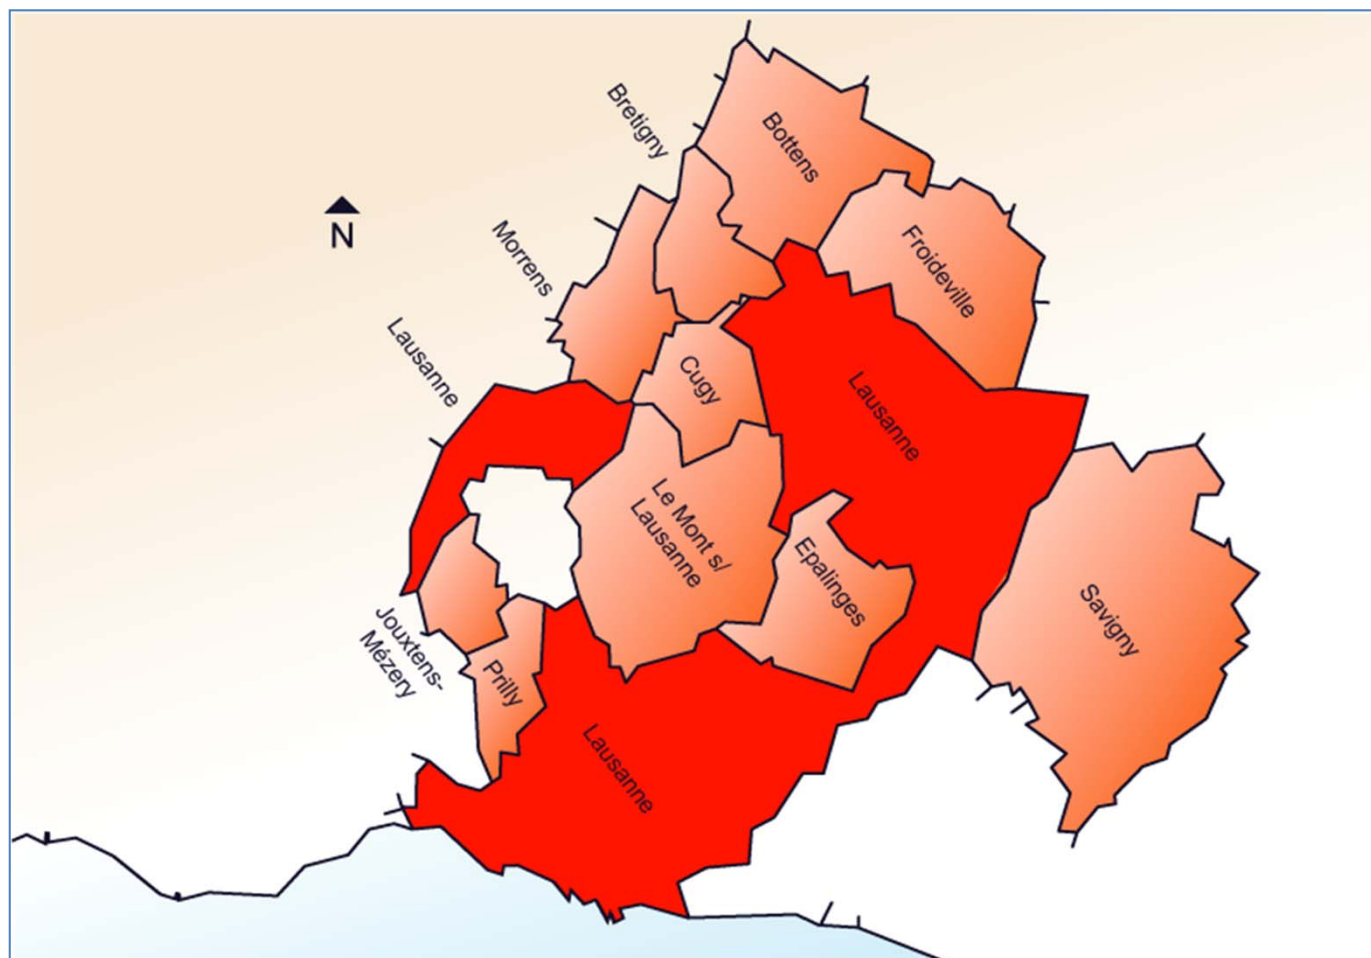 Bretigny
Bottens
N
Morrens
Froideville
Lausanne
Cugy
Lausanne
Le Mont s/
Lausanne
Epalinges
Savigny
Jouxtens-
Mézery
Prilly
Lausanne